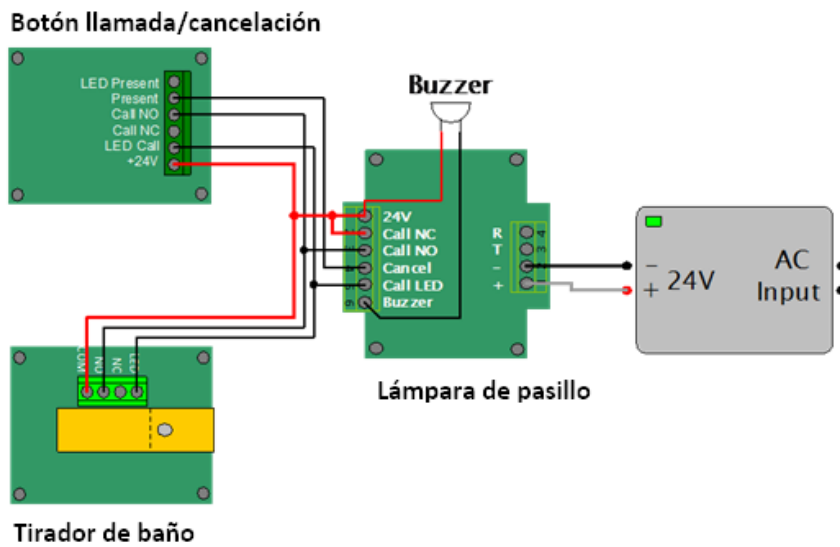 Botón llamada/cancelación
LED Present
Present
Call NO
Call NC
LED Call
+24V
Buzzer
24V
Call NC
Call NO
Cancel
Call LED
Buzzer
6
R 4
T 3
- 2
+ 1
- 24V AC
+ Input
Lámpara de pasillo
COM NO NC LED
Tirador de baño